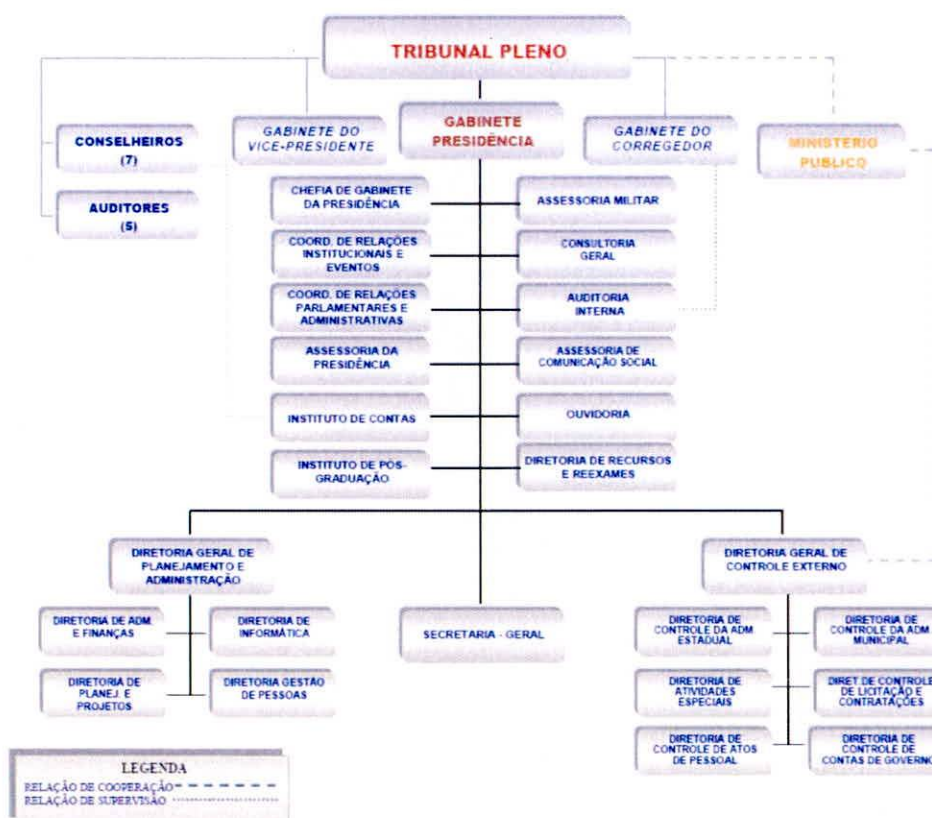 TRIBUNAL PLENO
CONSELHEIROS
(7)
GABINETE DO
VICE-PRESIDENTE
GABINETE
PRESIDÊNCIA
GABINETE DO
CORREGEDOR
MINISTÉRIO
PUBLICO
AUDITORES
(5)
CHEFIA DE GABINETE
DA PRESIDÊNCIA
ASSESSORIA MILITAR
COORD. DE RELAÇÕES
INSTITUCIONAIS E
EVENTOS
CONSULTORIA
GERAL
COORD. DE RELAÇÕES
PARLAMENTARES E
ADMINISTRATIVAS
AUDITORIA
INTERNA
ASSESSORIA DA
PRESIDÊNCIA
ASSESSORIA DE
COMUNICAÇÃO SOCIAL
INSTITUTO DE CONTAS
OUVIDORIA
INSTITUTO DE PÓS-
GRADUAÇÃO
DIRETORIA DE RECURSOS
E REEXAMES
DIRETORIA GERAL DE
PLANEJAMENTO E
ADMINISTRAÇÃO
DIRETORIA GERAL DE
CONTROLE EXTERNO
DIRETORIA DE ADM.
E FINANÇAS
DIRETORIA DE
INFORMÁTICA
SECRETARIA - GERAL
DIRETORIA DE
CONTROLE DA ADM
ESTADUAL
DIRETORIA DE
CONTROLE DA ADM
MUNICIPAL
DIRETORIA DE
PLANEJ. E
PROJETOS
DIRETORIA GESTÃO
DE PESSOAS
DIRETORIA DE
ATIVIDADES
ESPECIAIS
DIRET DE CONTROLE
DE LICITAÇÃO E
CONTRATAÇÕES
DIRETORIA DE
CONTROLE DE ATOS
DE PESSOAL
DIRETORIA DE
CONTROLE DE
CONTAS DE GOVERNO
LEGENDA
RELAÇÃO DE COOPERAÇÃO
RELAÇÃO DE SUPERVISÃO